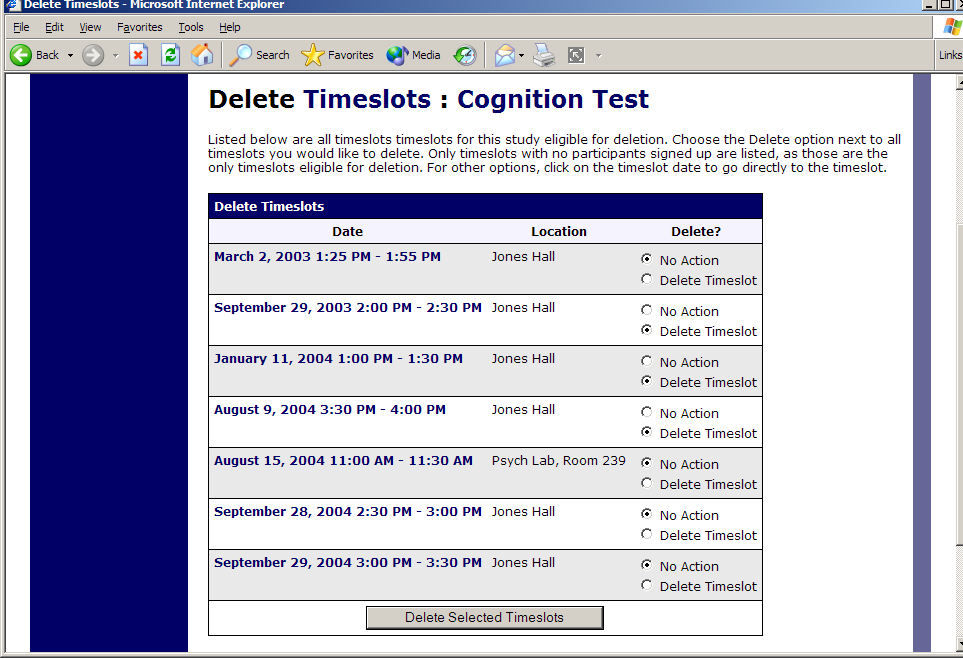 Delete Timeslots - Microsoft Internet Explorer
File Edit View Favorites Tools Help
Back Search Favorites Media Links
Delete Timeslots : Cognition Test
Listed below are all timeslots timeslots for this study eligible for deletion. Choose the Delete option next to all
timeslots you would like to delete. Only timeslots with no participants signed up are listed, as those are the
only timeslots eligible for deletion. For other options, click on the timeslot date to go directly to the timeslot.
Delete Timeslots
Date Location Delete?
March 2, 2003 1:25 PM - 1:55 PM Jones Hall No Action
Delete Timeslot
September 29, 2003 2:00 PM - 2:30 PM Jones Hall No Action
Delete Timeslot
January 11, 2004 1:00 PM - 1:30 PM Jones Hall No Action
Delete Timeslot
August 9, 2004 3:30 PM - 4:00 PM Jones Hall No Action
Delete Timeslot
August 15, 2004 11:00 AM - 11:30 AM Psych Lab, Room 239 No Action
Delete Timeslot
September 28, 2004 2:30 PM - 3:00 PM Jones Hall No Action
Delete Timeslot
September 29, 2004 3:00 PM - 3:30 PM Jones Hall No Action
Delete Timeslot
Delete Selected Timeslots